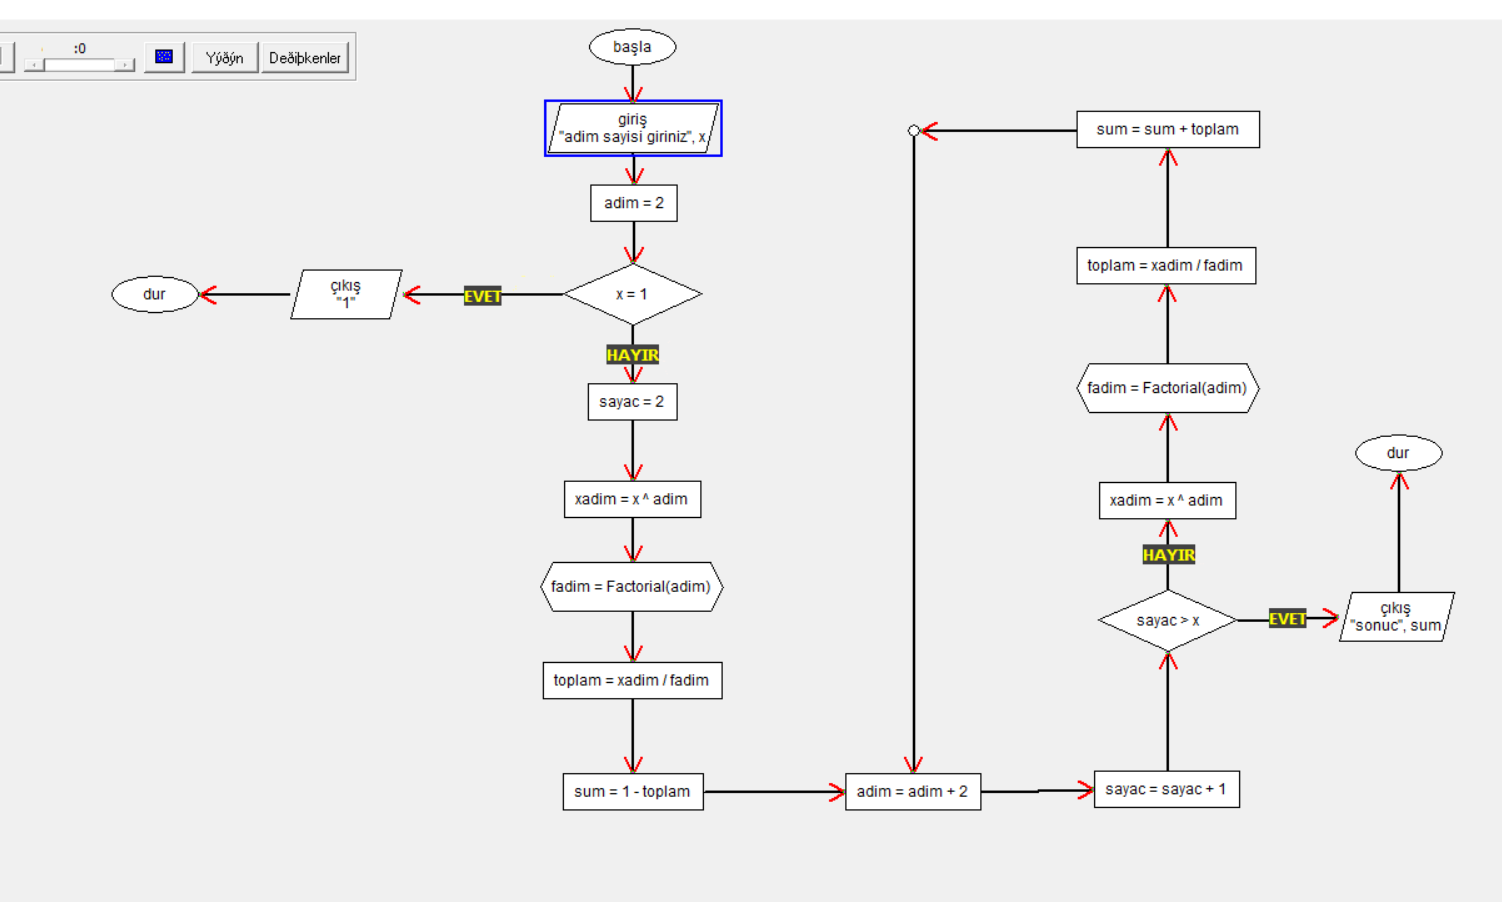 :0
Yýðýn
Deðiþkenler
başla
giriş
"adim sayisi giriniz", x
adim = 2
x = 1
EVET
çıkış
"1"
dur
HAYIR
sayac = 2
xadim = x ^ adim
fadim = Factorial(adim)
toplam = xadim / fadim
sum = 1 - toplam
adim = adim + 2
sayac = sayac + 1
sayac > x
EVET
çıkış
"sonuc", sum
dur
HAYIR
xadim = x ^ adim
fadim = Factorial(adim)
toplam = xadim / fadim
sum = sum + toplam